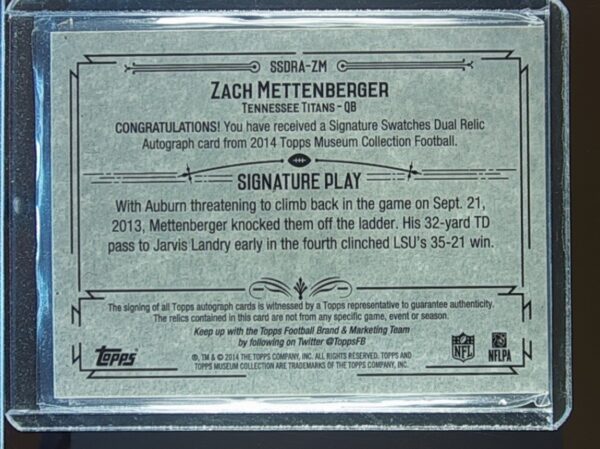 SSDRA-ZM
ZACH METTENBERGER
TENNESSEE TITANS - QB
CONGRATULATIONS! You have received a Signature Swatches Dual Relic
Autograph card from 2014 Topps Museum Collection Football.
SIGNATURE PLAY
With Auburn threatening to climb back in the game on Sept. 21,
2013, Mettenberger knocked them off the ladder. His 32-yard TD
pass to Jarvis Landry early in the fourth clinched LSU's 35-21 win.
The signing of all Topps autograph cards is witnessed by a Topps representative to guarantee authenticity.
The relics contained in this card are not from any specific game, event or season.
Keep up with the Topps Football Brand & Marketing Team
by following on Twitter @ToppsFB
topps
®, TM & © 2014 THE TOPPS COMPANY, INC. ALL RIGHTS RESERVED. TOPPS AND
TOPPS MUSEUM COLLECTION ARE TRADEMARKS OF THE TOPPS COMPANY, INC.
NFL
NFLPA